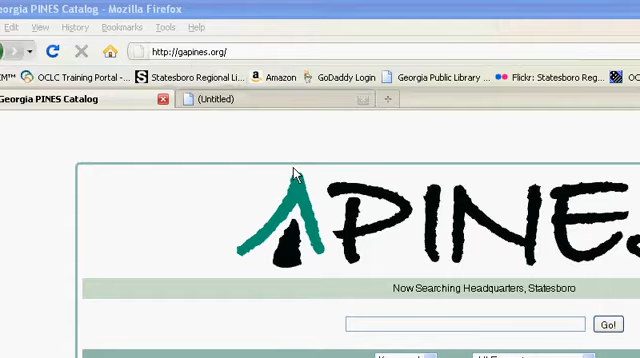 Georgia PINES Catalog - Mozilla Firefox
Edit View History Bookmarks Tools Help
http://gapines.org/
OCLC Training Portal -... Statesboro Regional Li... Amazon GoDaddy Login Georgia Public Library ... Flickr: Statesboro Reg...
Georgia PINES Catalog (Untitled)
PINES
Now Searching Headquarters, Statesboro
Go!